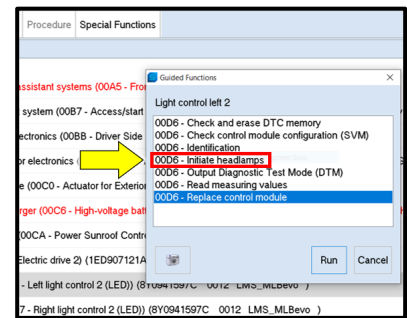 Procedure Special Functions
assistant systems (00A5 - Fro
Guided Functions
Light control left 2
system (00B7 - Access/start
00D6 - Check and erase DTC memory
00D6 - Check control module configuration (SVM)
ectronics (00BB - Driver Side
00D6 - Identification
or electronics
00D6 - Initiate headlamps
00D6 - Output Diagnostic Test Mode (DTM)
e (00C0 - Actuator for Exterior
00D6 - Read measuring values
00D6 - Replace control module
rger (00C6 - High-voltage batt
(00CA - Power Sunroof Contro
Electric drive 2) (1ED907121A
Run Cancel
- Left light control 2 (LED)) (8Y0941597C 0012 LMS_MLBevo )
7 - Right light control 2 (LED)) (8Y0941597C 0012 LMS_MLBevo )